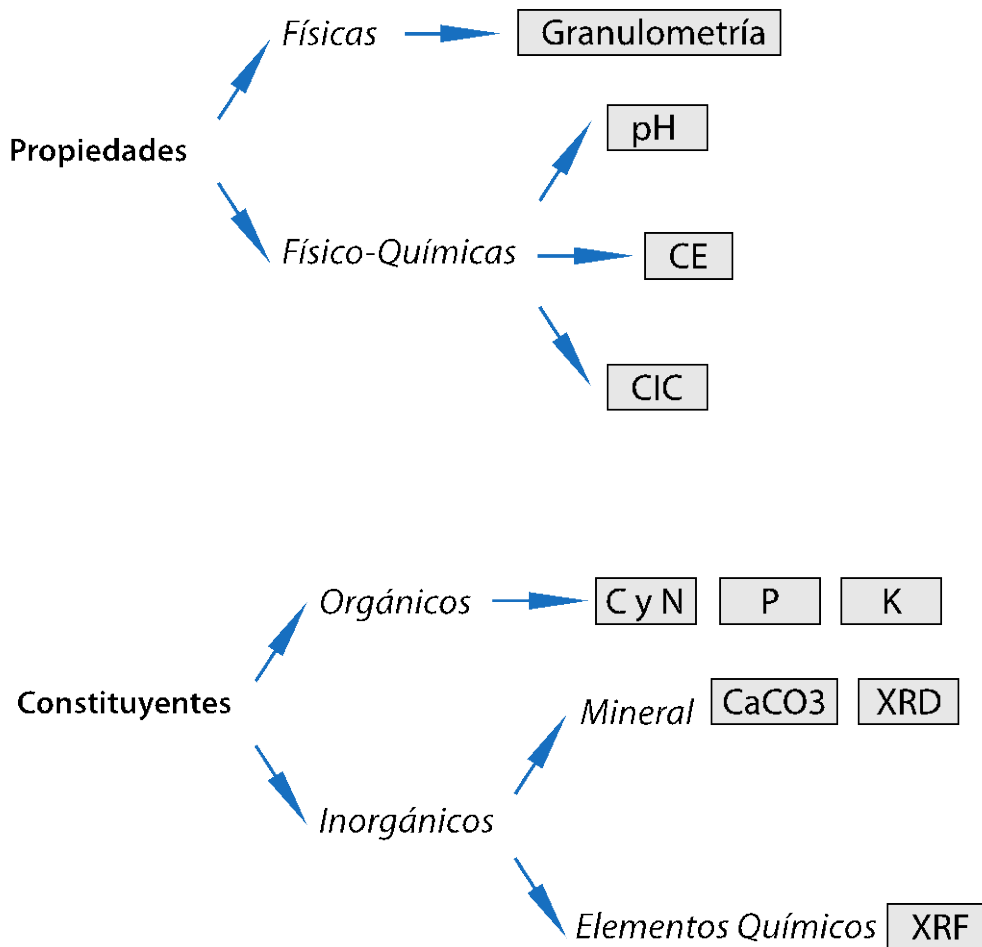 Físicas
Granulometría
Propiedades
pH
Físico-Químicas
CE
CIC
Orgánicos
C y N
P
K
Constituyentes
Mineral
CaCO3
XRD
Inorgánicos
Elementos Químicos
XRF